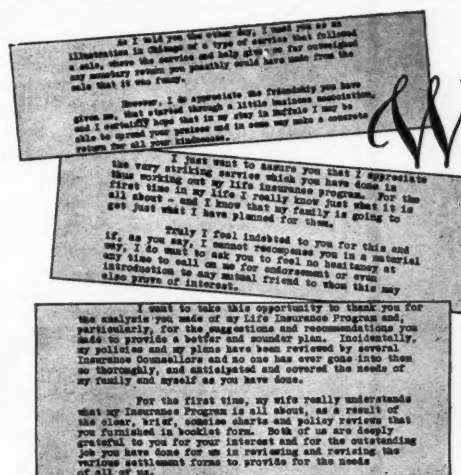 As I told you the other day, I used you as an
illustration in Chicago of a type of service that followed
a sale, where the service and help give so far outweighed
any monetary return you possibly could have made from the
sale that it was funny.
However, I do appreciate the friendship you have
given me, that started through a little business association,
and I certainly hope that in my stay in Buffalo I may be
able to spread your praises and in some way make a concrete
return for all your kindnesses.
W
I just want to assure you that I appreciate
the very striking service which you have done in
thus working out my life insurance program. For the
first time in my life I really know just what it is
all about - and I know that my family is going to
get just what I have planned for them.
Truly I feel indebted to you for this and
if, as you say, I cannot recompense you in a material
way, I do want to ask you to feel no hesitancy at
any time to call on me for endorsement or even
introduction to any mutual friend to whom this may
also prove of interest.
I want to take this opportunity to thank you for
the analysis you made of my Life Insurance Program and,
particularly, for the suggestions and recommendations you
made to provide a better and sounder plan. Incidentally,
my policies and my plans have been reviewed by several
Insurance Counsellors and no one has ever gone into them
so thoroughly, and anticipated and covered the needs of
my family and myself as you have done.
For the first time, my wife really understands
what my Insurance Program is all about, as a result of
the clear, brief, concise charts and policy reviews that
you furnished in booklet form. Both of us are deeply
grateful to you for your interest and for the outstanding
job you have done for us in reviewing and revising the
various settlement forms to provide for the needs
of all of us.